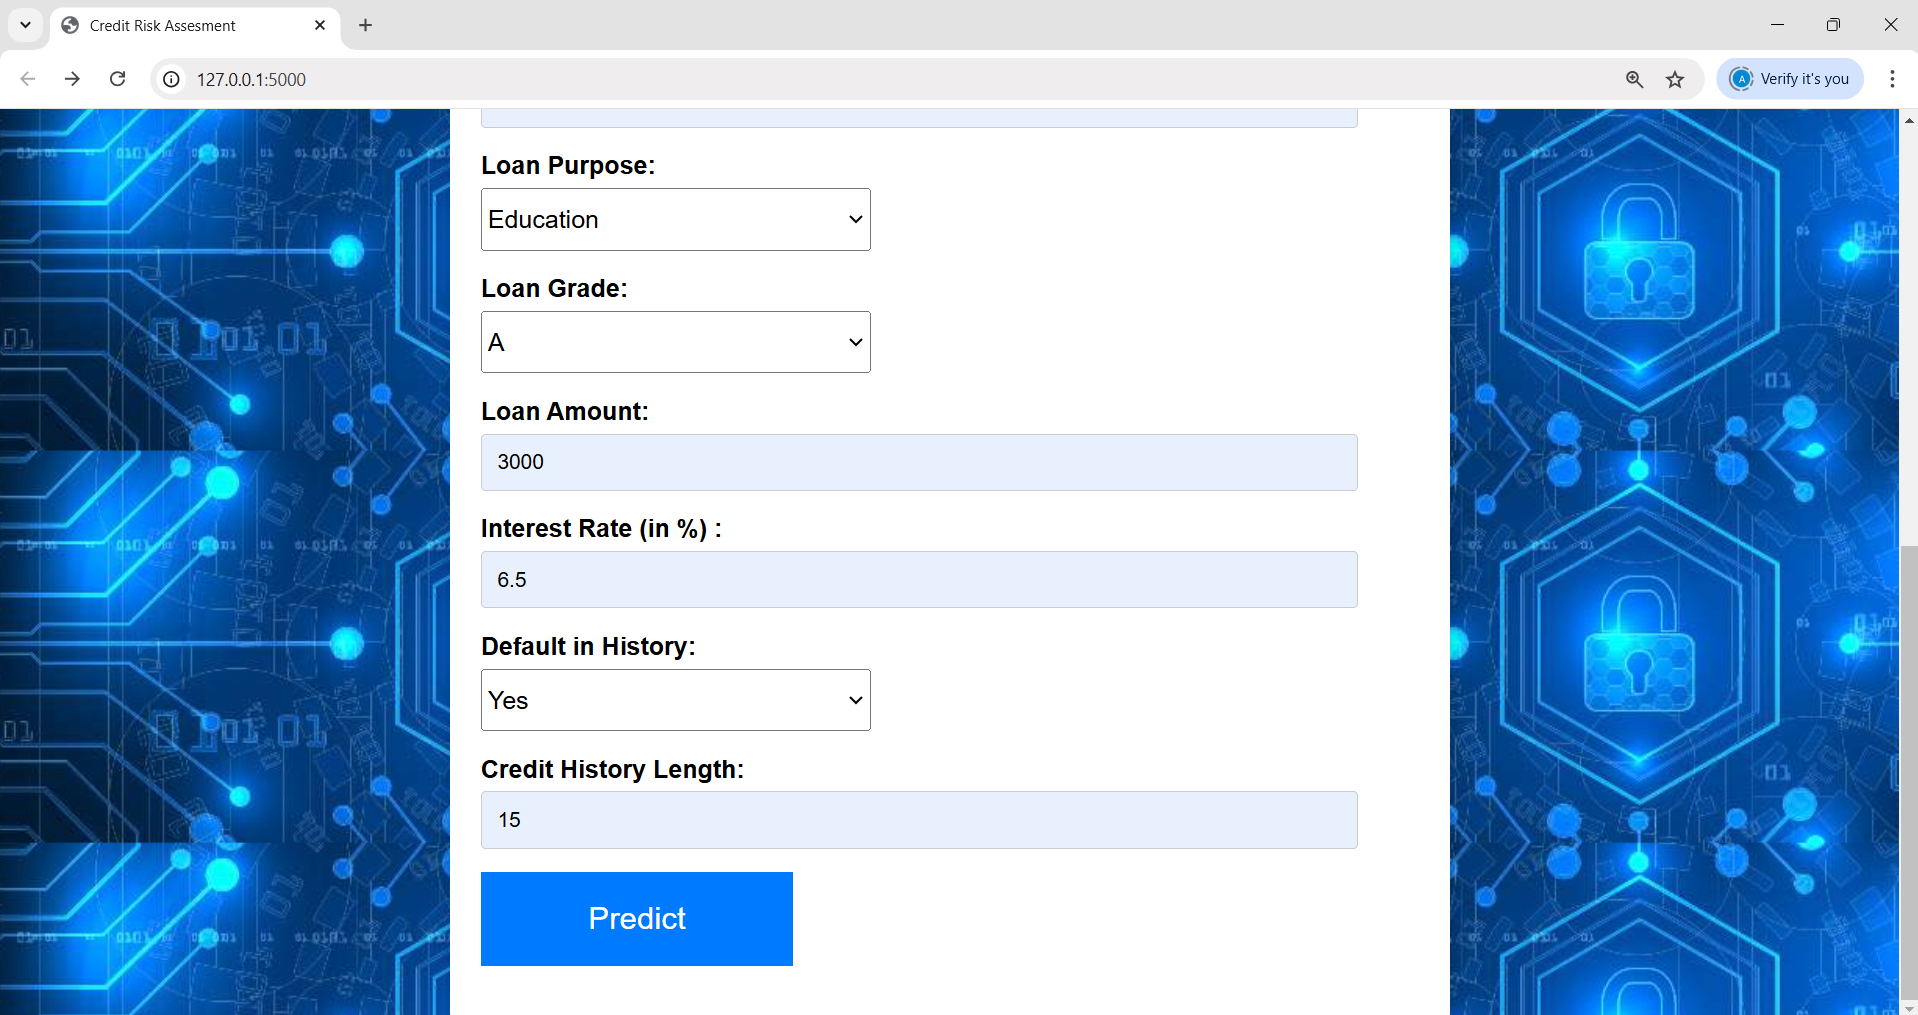 Credit Risk Assesment
127.0.0.1:5000
Verify it's you
Loan Purpose:
Education
Loan Grade:
A
Loan Amount:
3000
Interest Rate (in %) :
6.5
Default in History:
Yes
Credit History Length:
15
Predict